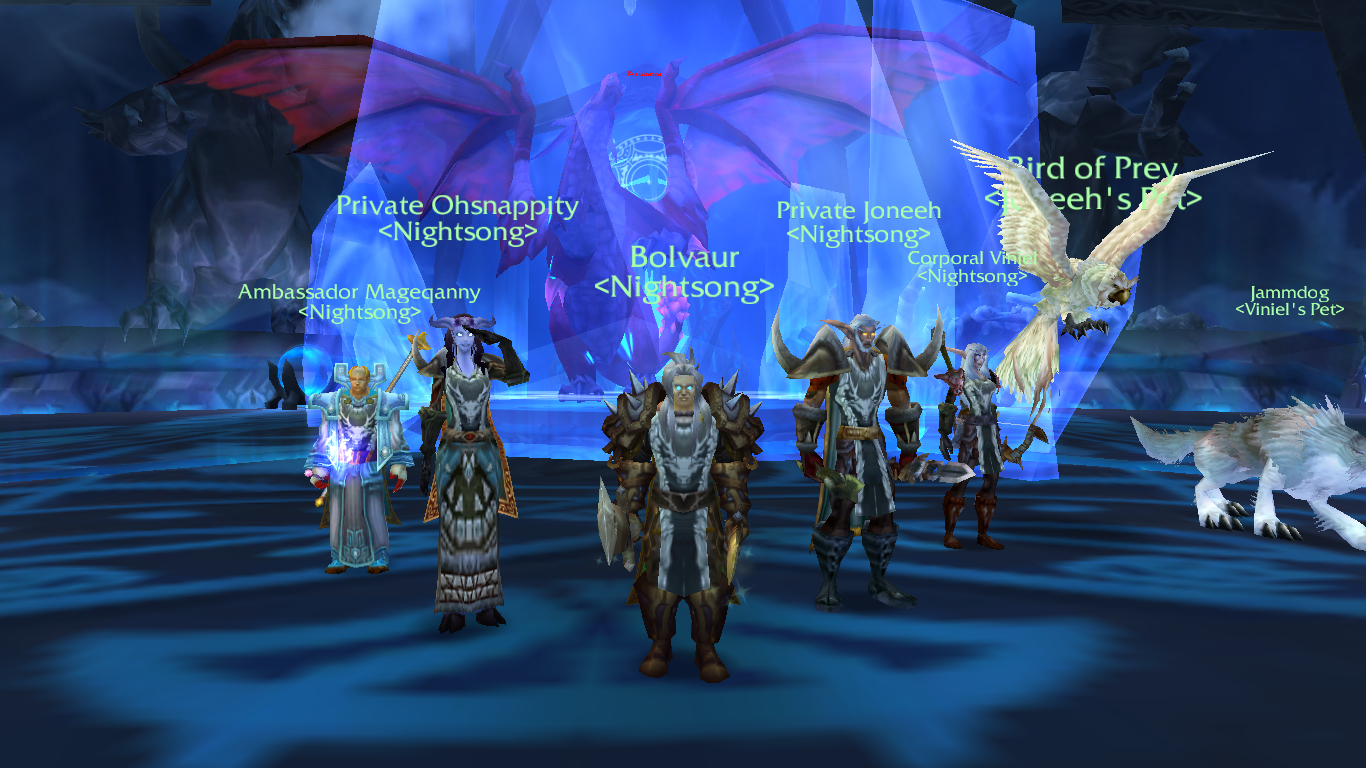 Bird of Prey
Private Ohsnappity
<Nightsong>
Private Joneeh
<Nightsong>
Bolvaur
<Nightsong>
Corporal Viniel
<Nightsong>
Ambassador Mageqanny
<Nightsong>
Jammdog
<Viniel's Pet>